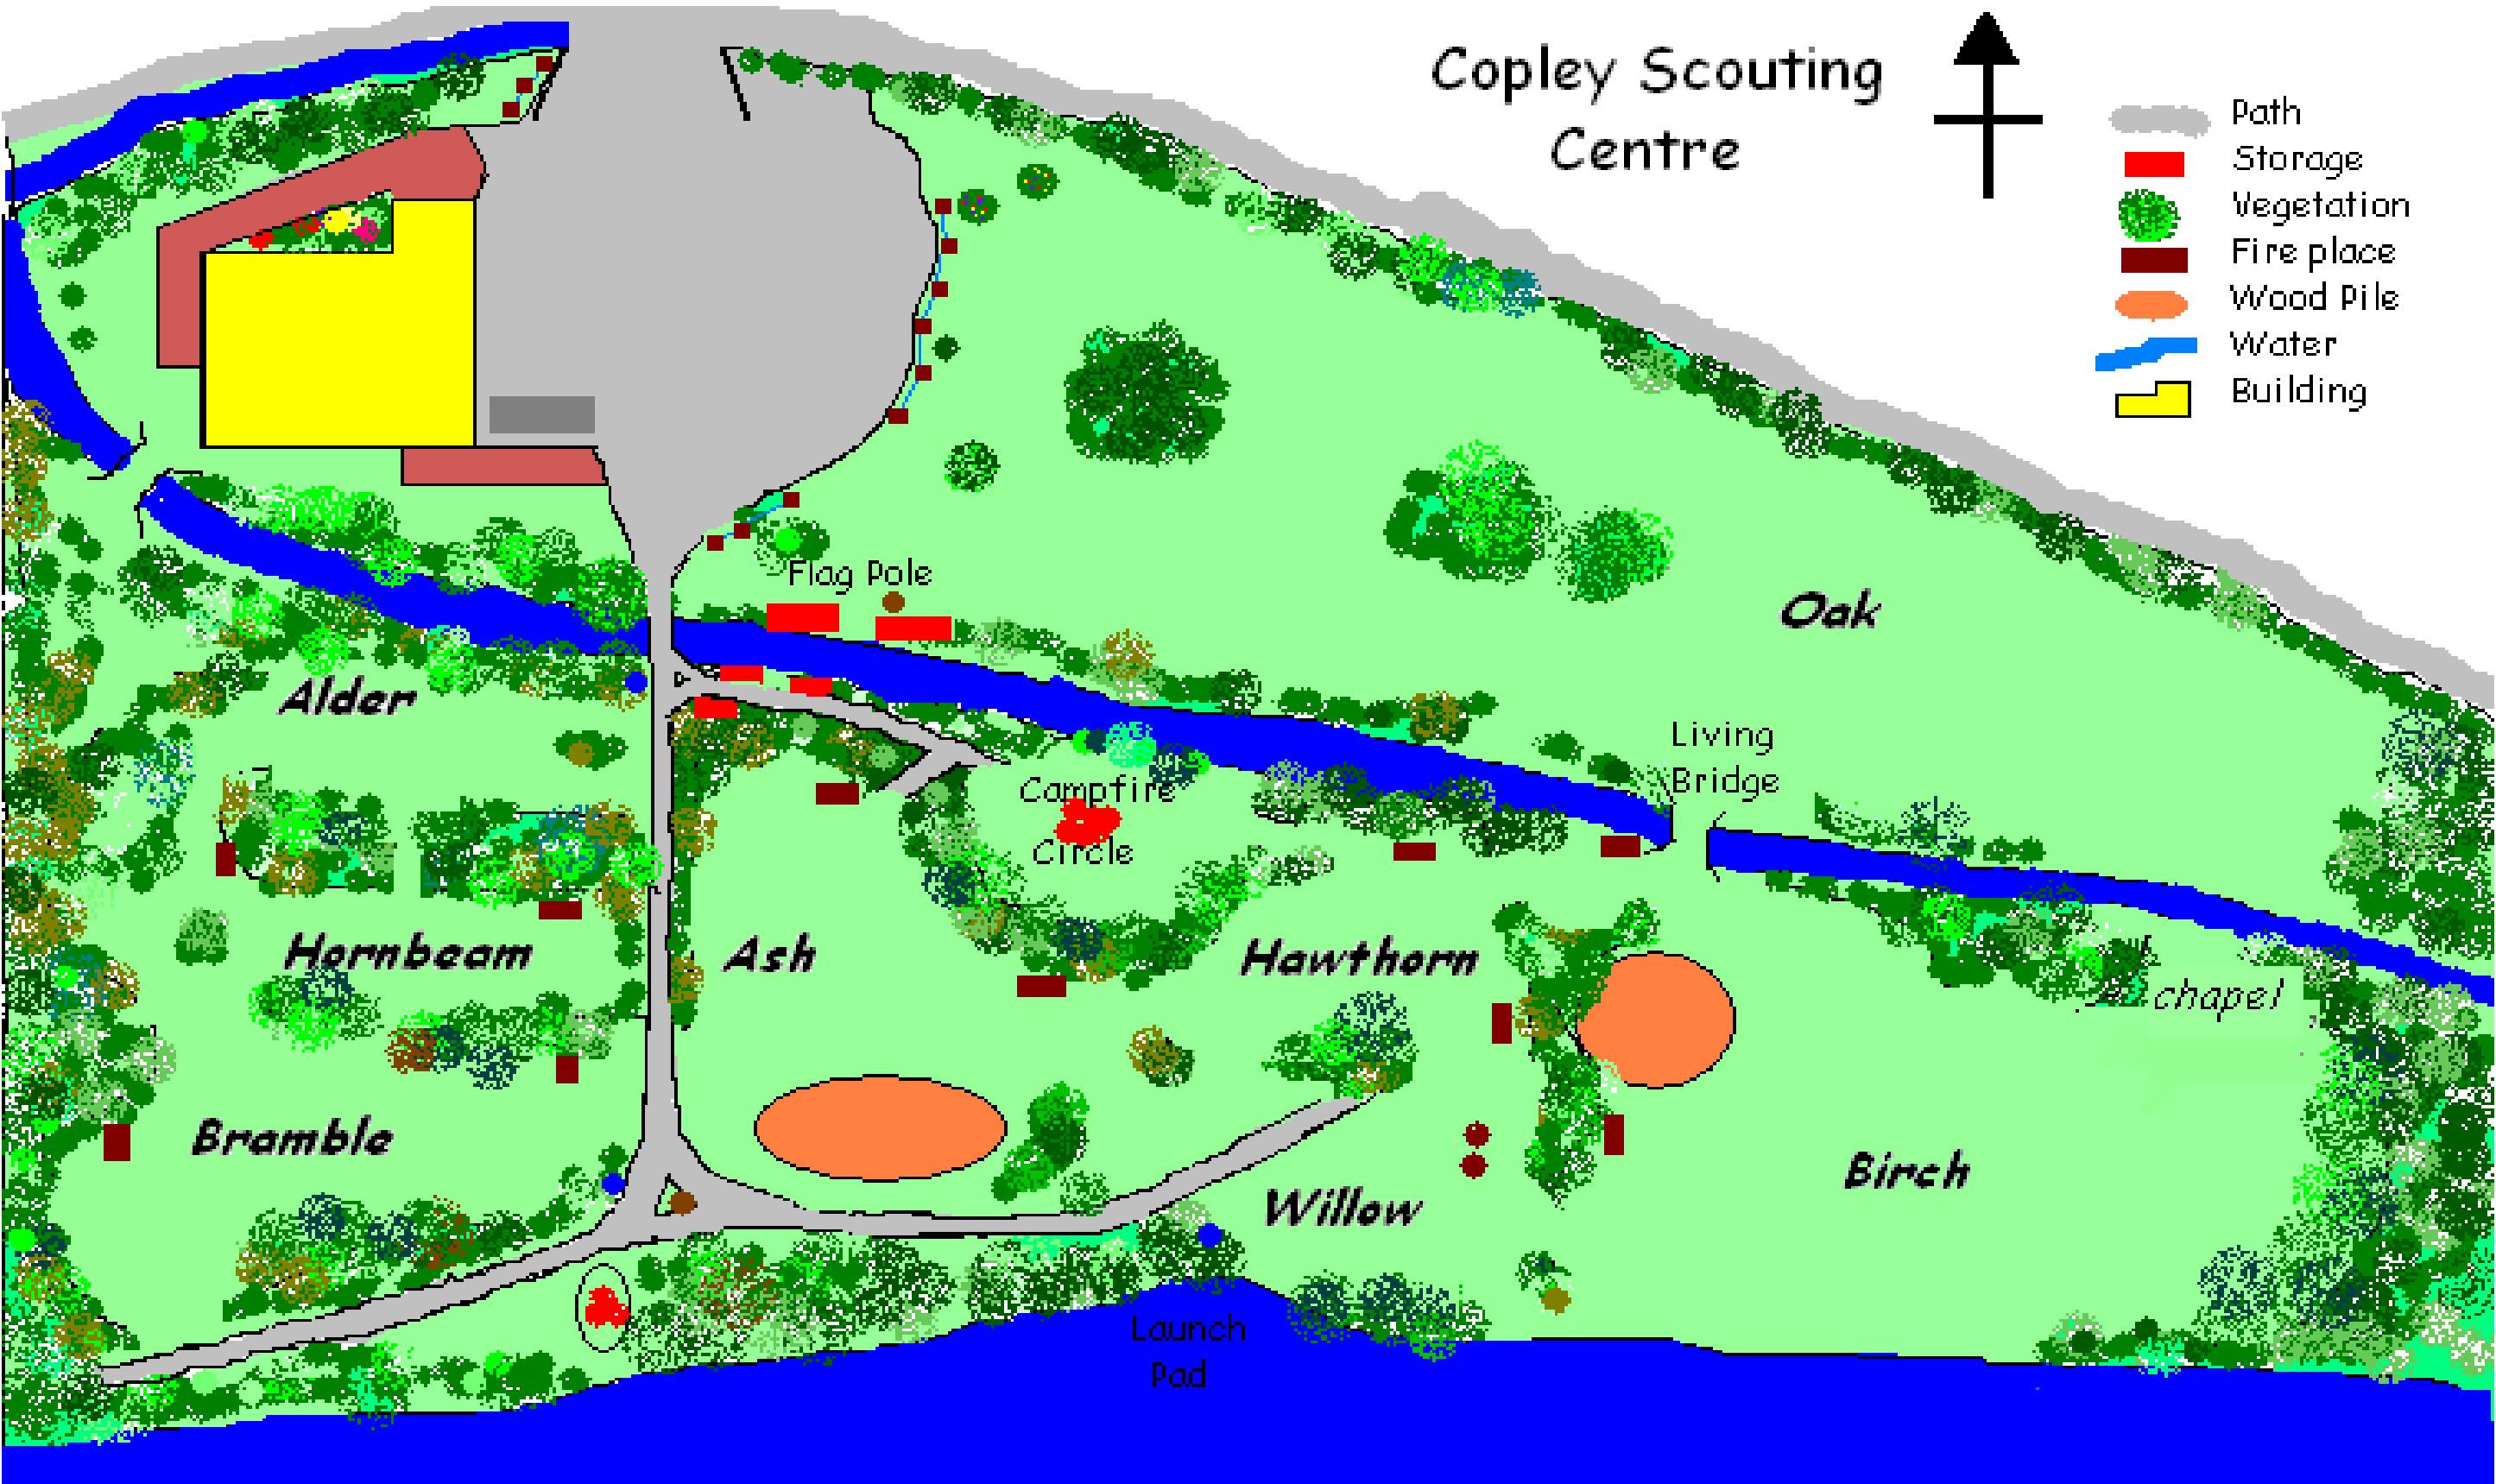 Copley Scouting
Centre
Path
Storage
Vegetation
Fire place
Wood Pile
Water
Building
Flag Pole
Oak
Alder
Living
Bridge
Campfire
Circle
Hornbeam
Ash
Hawthorn
chapel
Bramble
Willow
Birch
Launch
Pad